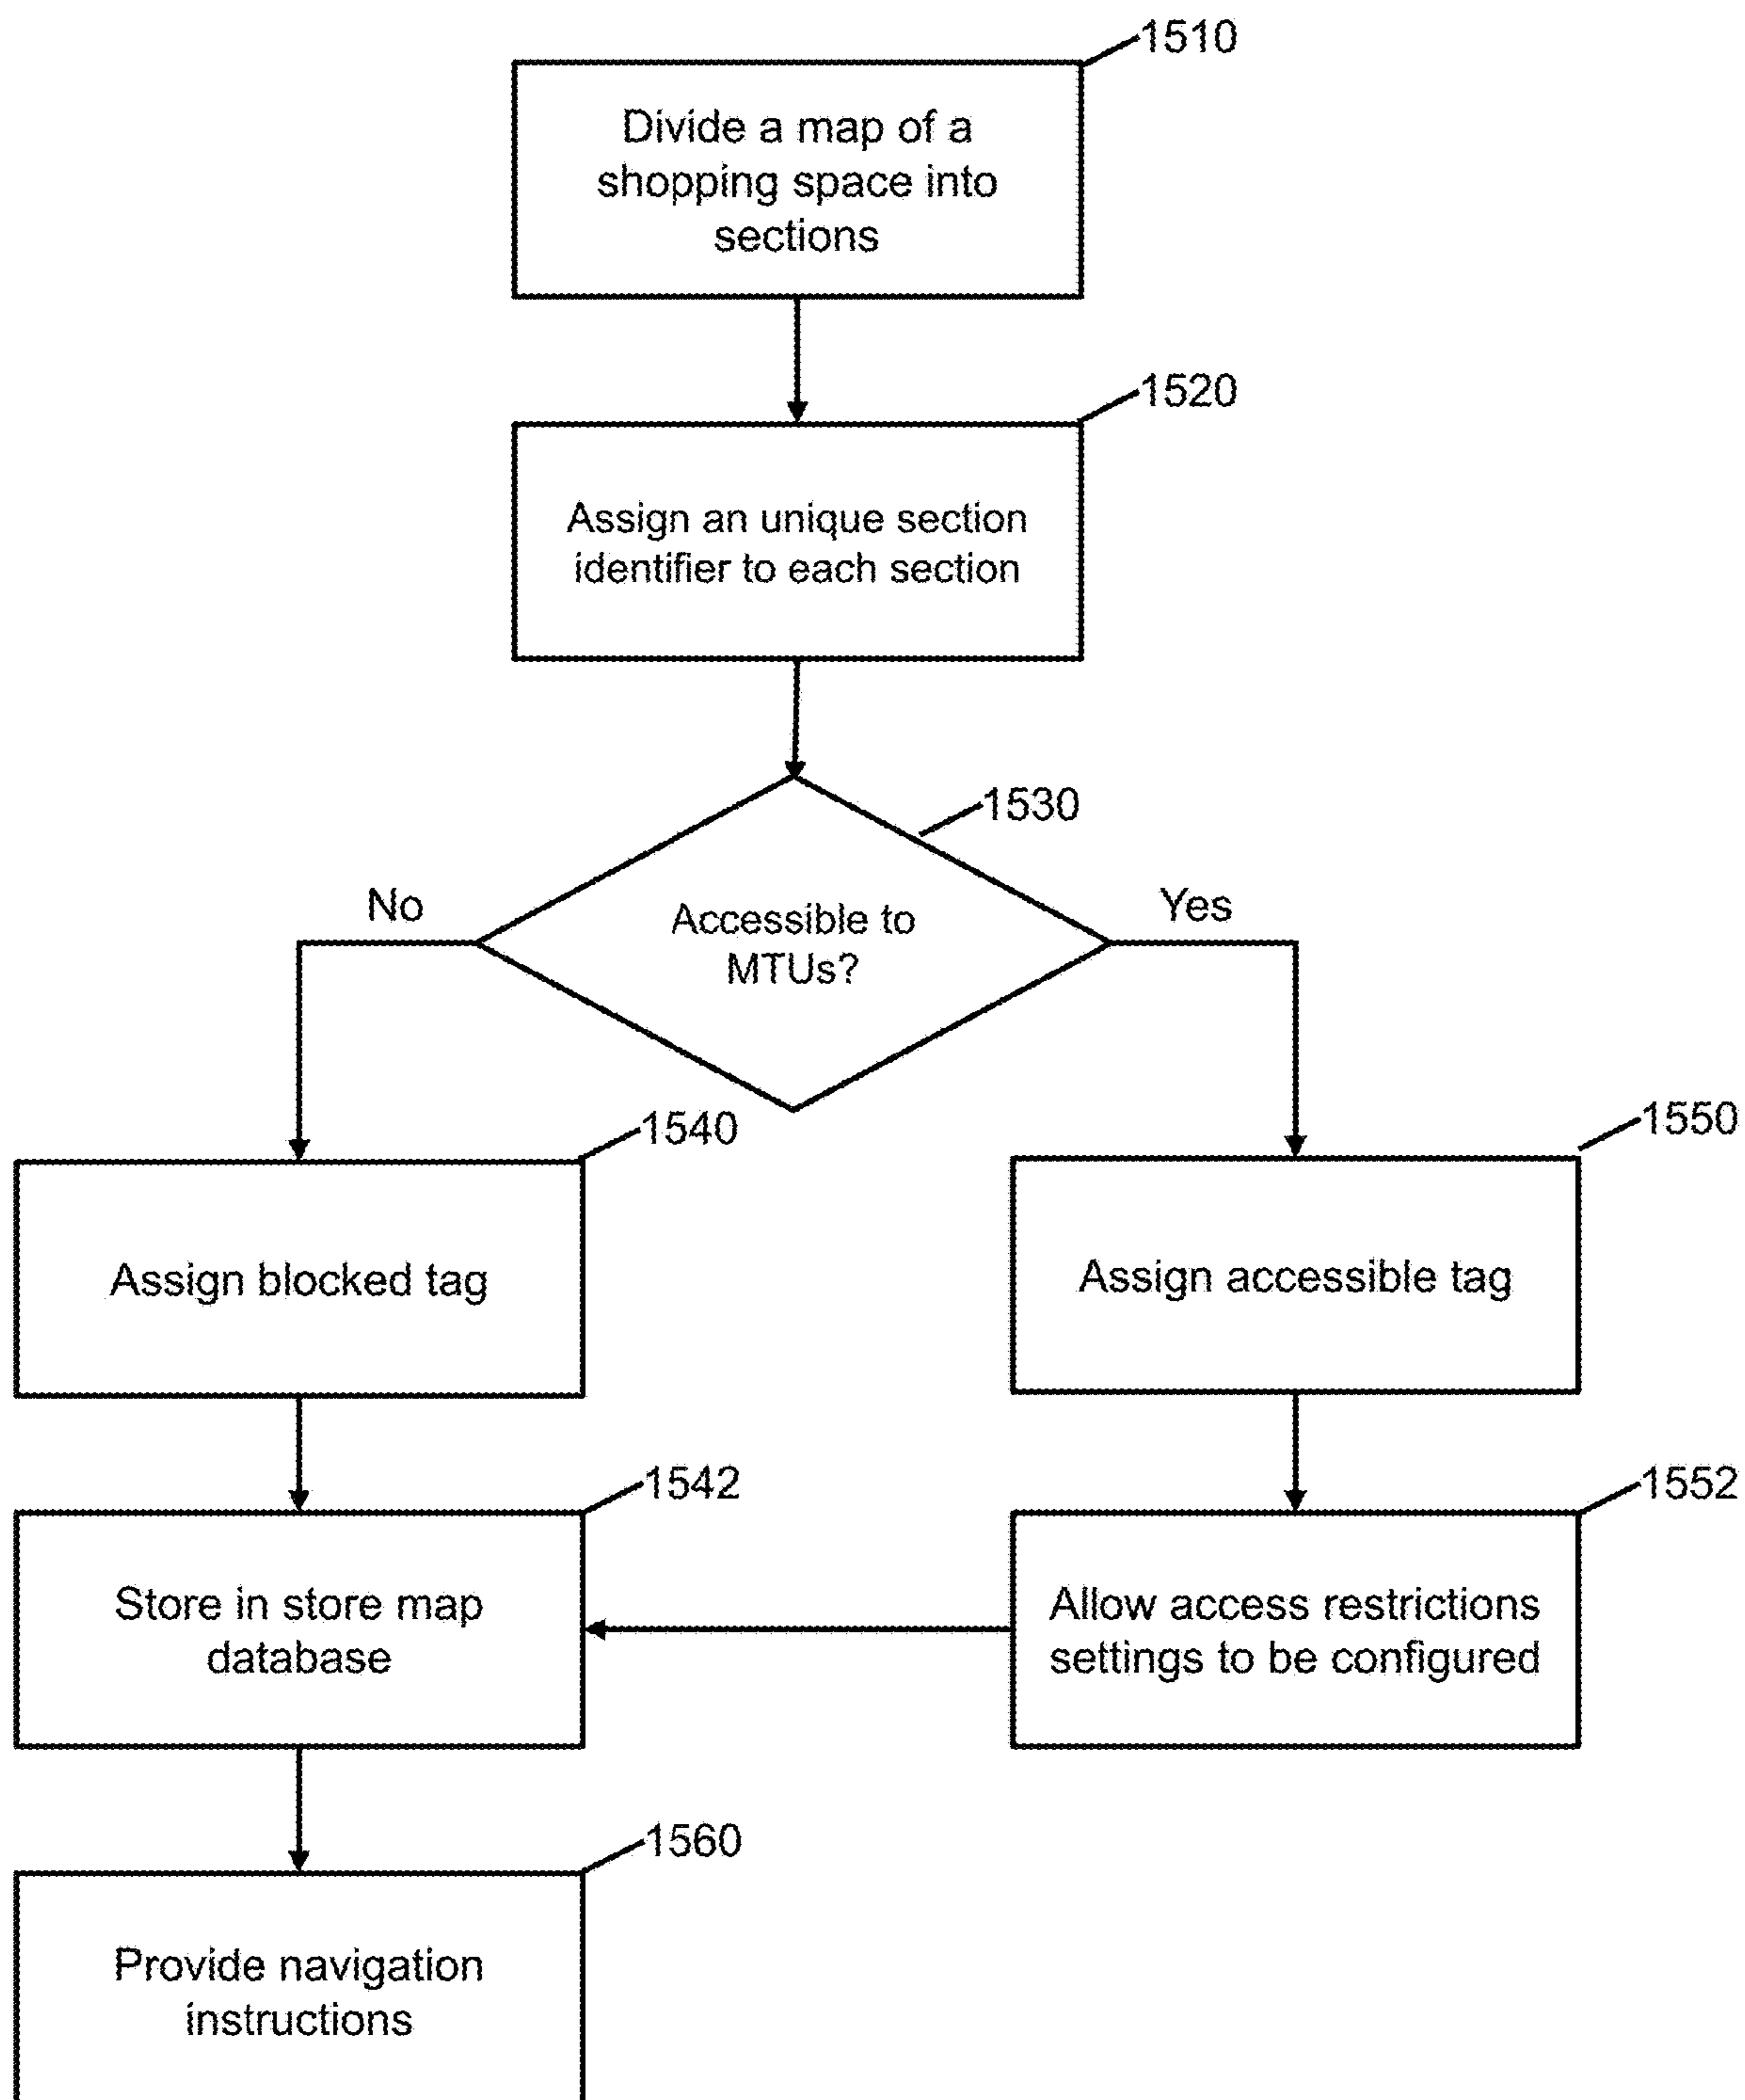 1510
Divide a map of a
shopping space into
sections
1520
Assign an unique section
identifier to each section
1530
Accessible to
MTUs?
No
Yes
1540
Assign blocked tag
1550
Assign accessible tag
1542
Store in store map
database
1552
Allow access restrictions
settings to be configured
1560
Provide navigation
instructions